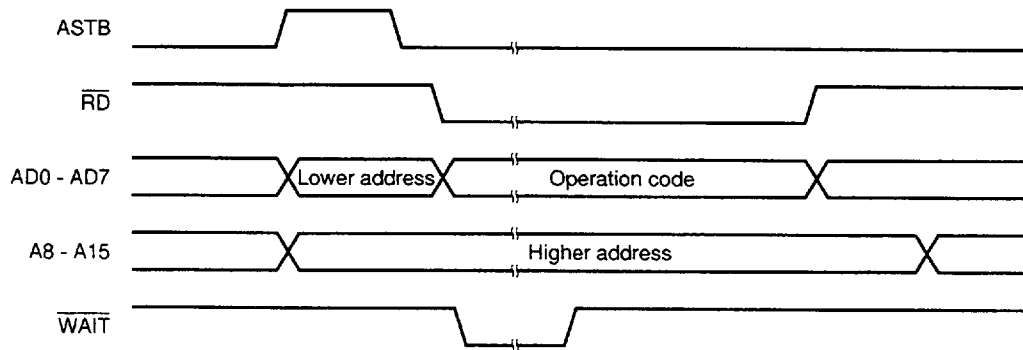 ASTB
RD
AD0 - AD7
Lower address
Operation code
A8 - A15
Higher address
WAIT